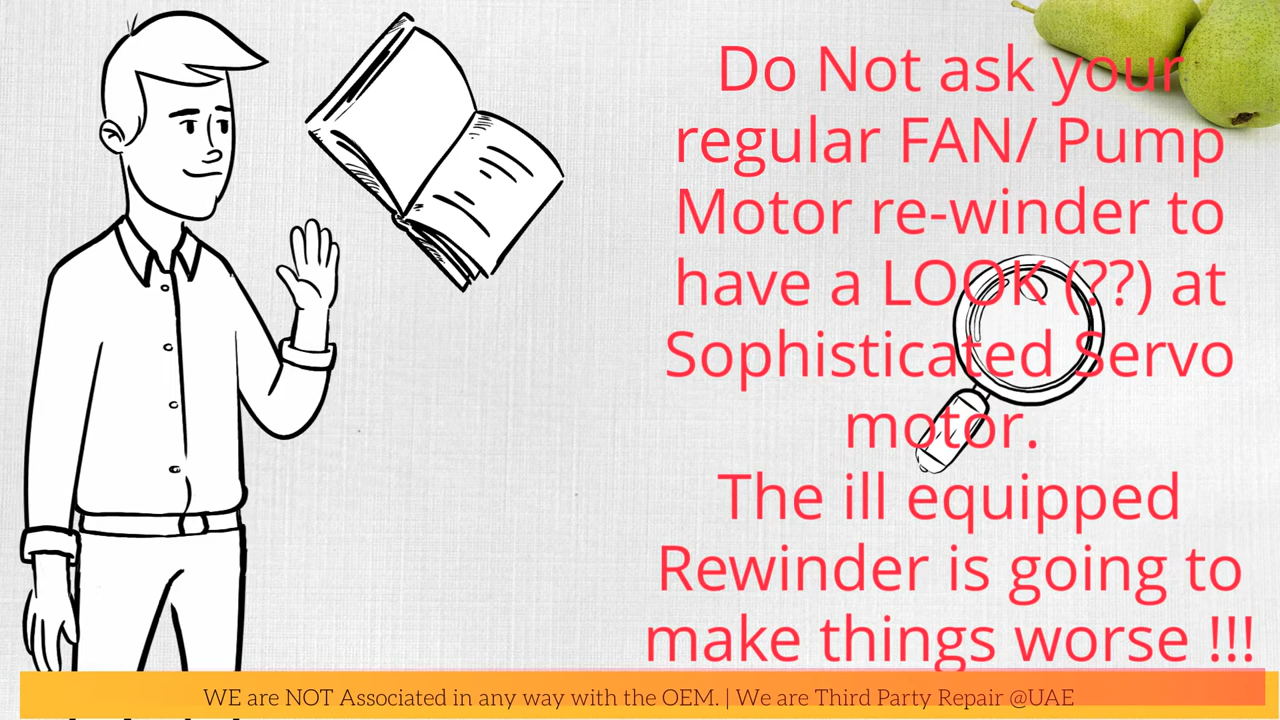 Do Not ask your
regular FAN/ Pump
Motor re-winder to
have a LOOK (??) at
Sophisticated Servo
motor.
The ill equipped
Rewinder is going to
make things worse !!!
WE are NOT Associated in any way with the OEM. | We are Third Party Repair @UAE